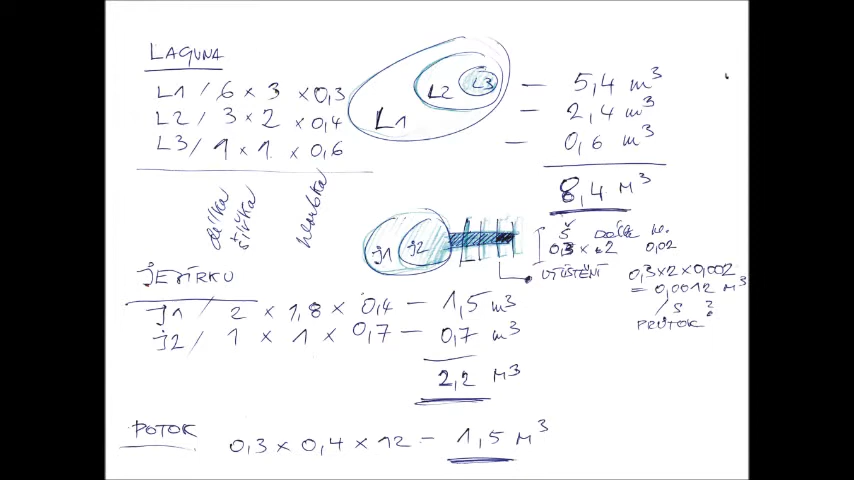 LAGUNA
L1 / 6 × 3 × 0,3 — 5,4 m³
L2 / 3 × 2 × 0,4 — 2,4 m³
L3 / 1 × 1 × 0,6 — 0,6 m³
8,4 m³
L1 L2 L3
délka
šířka
hloubka
J1 J2
Š DÉLKA hl.
0,3 × 2 0,02
VYÚSTĚNÍ
0,3 × 2 × 0,002
= 0,0012 m³
/ s ?
PRŮTOK
JEZÍRKU
J1 / 2 × 1,8 × 0,4 — 1,5 m³
J2 / 1 × 1 × 0,7 — 0,7 m³
2,2 m³
POTOK
0,3 × 0,4 × 12 — 1,5 m³